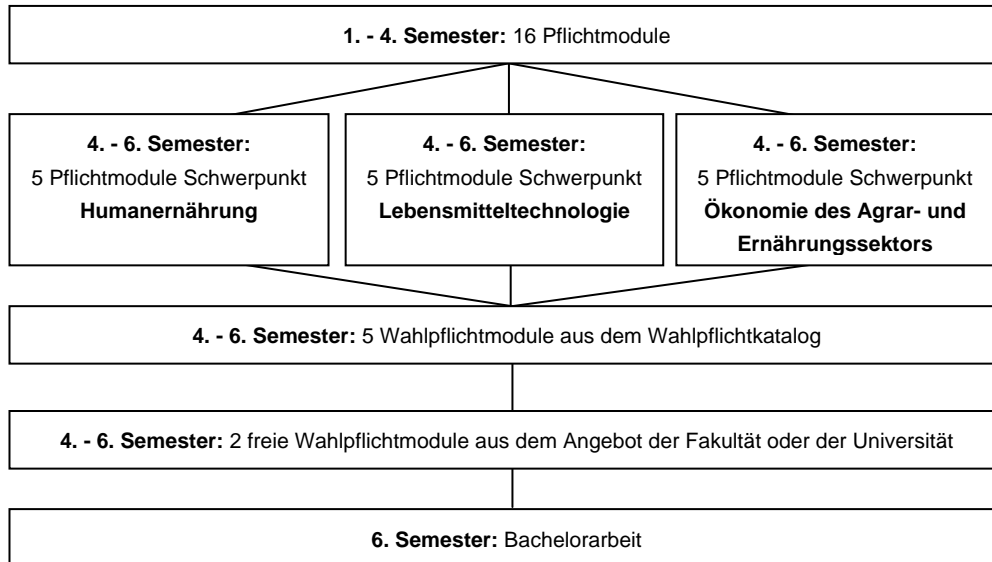 1. - 4. Semester: 16 Pflichtmodule
4. - 6. Semester:
5 Pflichtmodule Schwerpunkt
Humanernährung
4. - 6. Semester:
5 Pflichtmodule Schwerpunkt
Lebensmitteltechnologie
4. - 6. Semester:
5 Pflichtmodule Schwerpunkt
Ökonomie des Agrar- und
Ernährungssektors
4. - 6. Semester: 5 Wahlpflichtmodule aus dem Wahlpflichtkatalog
4. - 6. Semester: 2 freie Wahlpflichtmodule aus dem Angebot der Fakultät oder der Universität
6. Semester: Bachelorarbeit